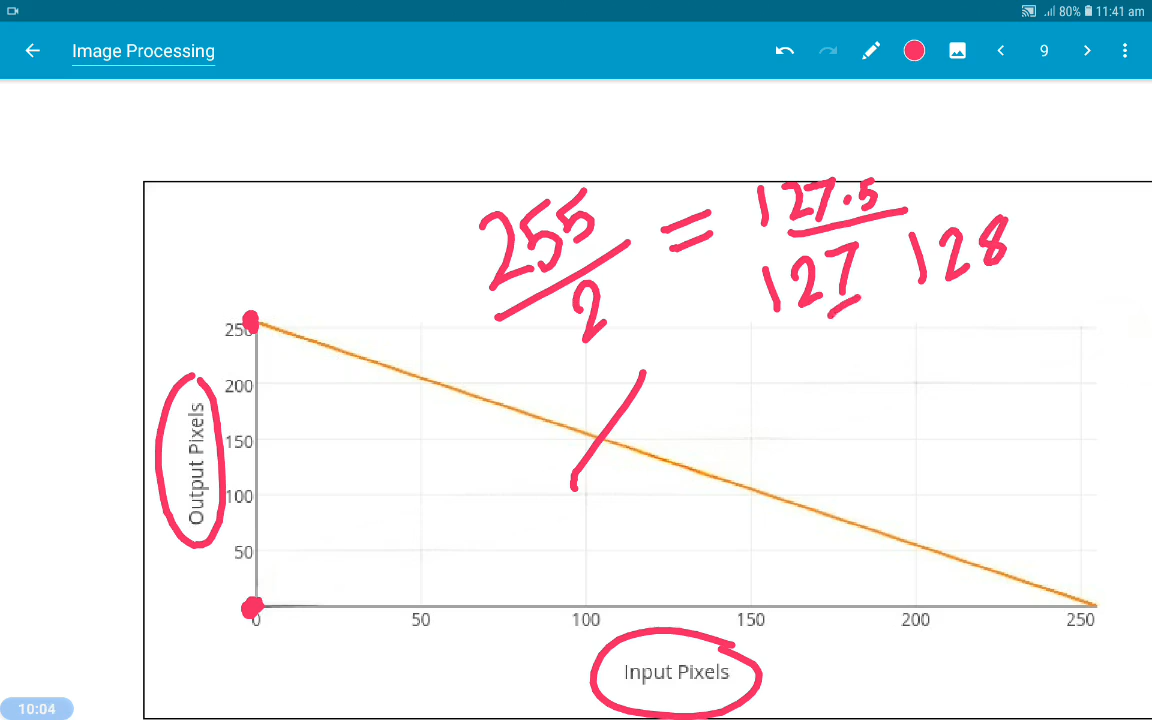 80% 11:41 am
Image Processing 9
255/2 = 127.5
127 128
250
200
150
100
50
Output Pixels
0 50 100 150 200 250
Input Pixels
10:04